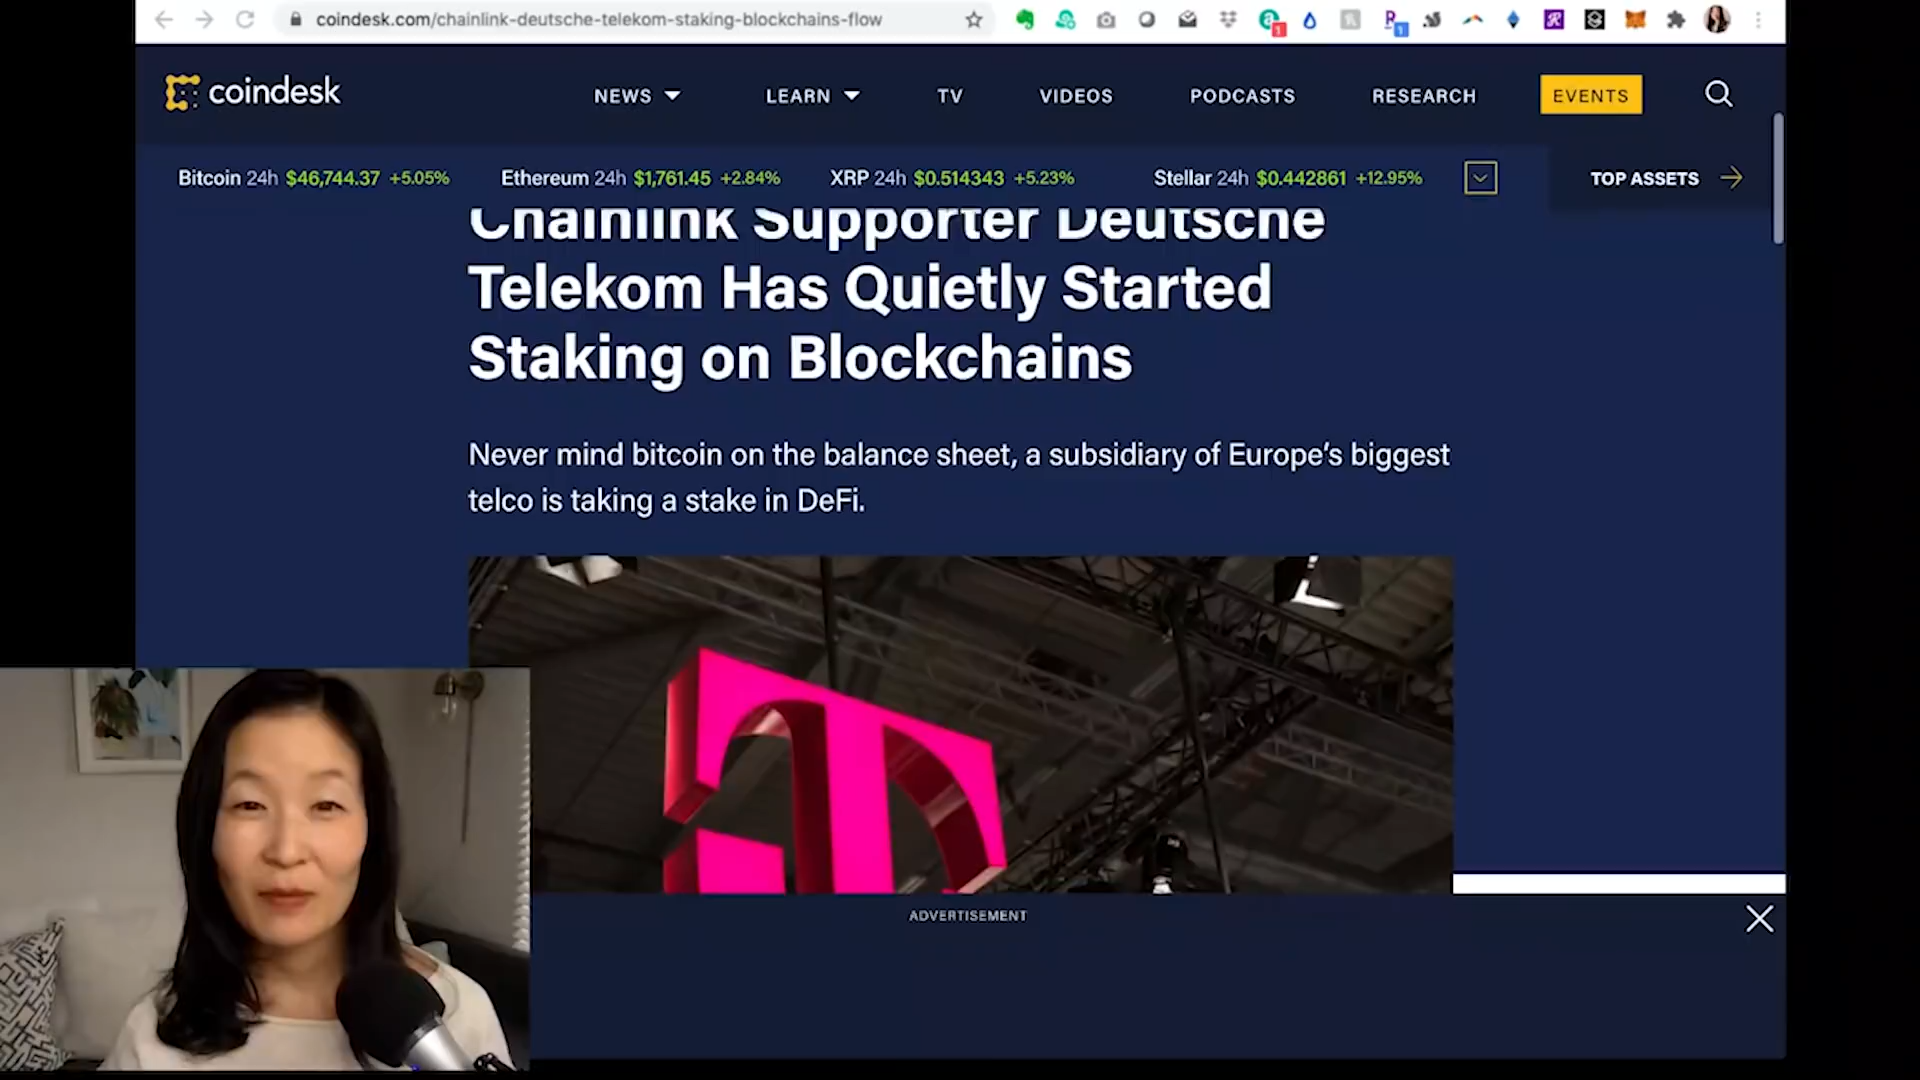 coindesk.com/chainlink-deutsche-telekom-staking-blockchains-flow
coindesk
NEWS LEARN TV VIDEOS PODCASTS RESEARCH EVENTS
Bitcoin 24h $46,744.37 +5.05% Ethereum 24h $1,761.45 +2.84% XRP 24h $0.514343 +5.23% Stellar 24h $0.442861 +12.95% TOP ASSETS
Chainlink Supporter Deutsche
Telekom Has Quietly Started
Staking on Blockchains
Never mind bitcoin on the balance sheet, a subsidiary of Europe’s biggest
telco is taking a stake in DeFi.
T
ADVERTISEMENT